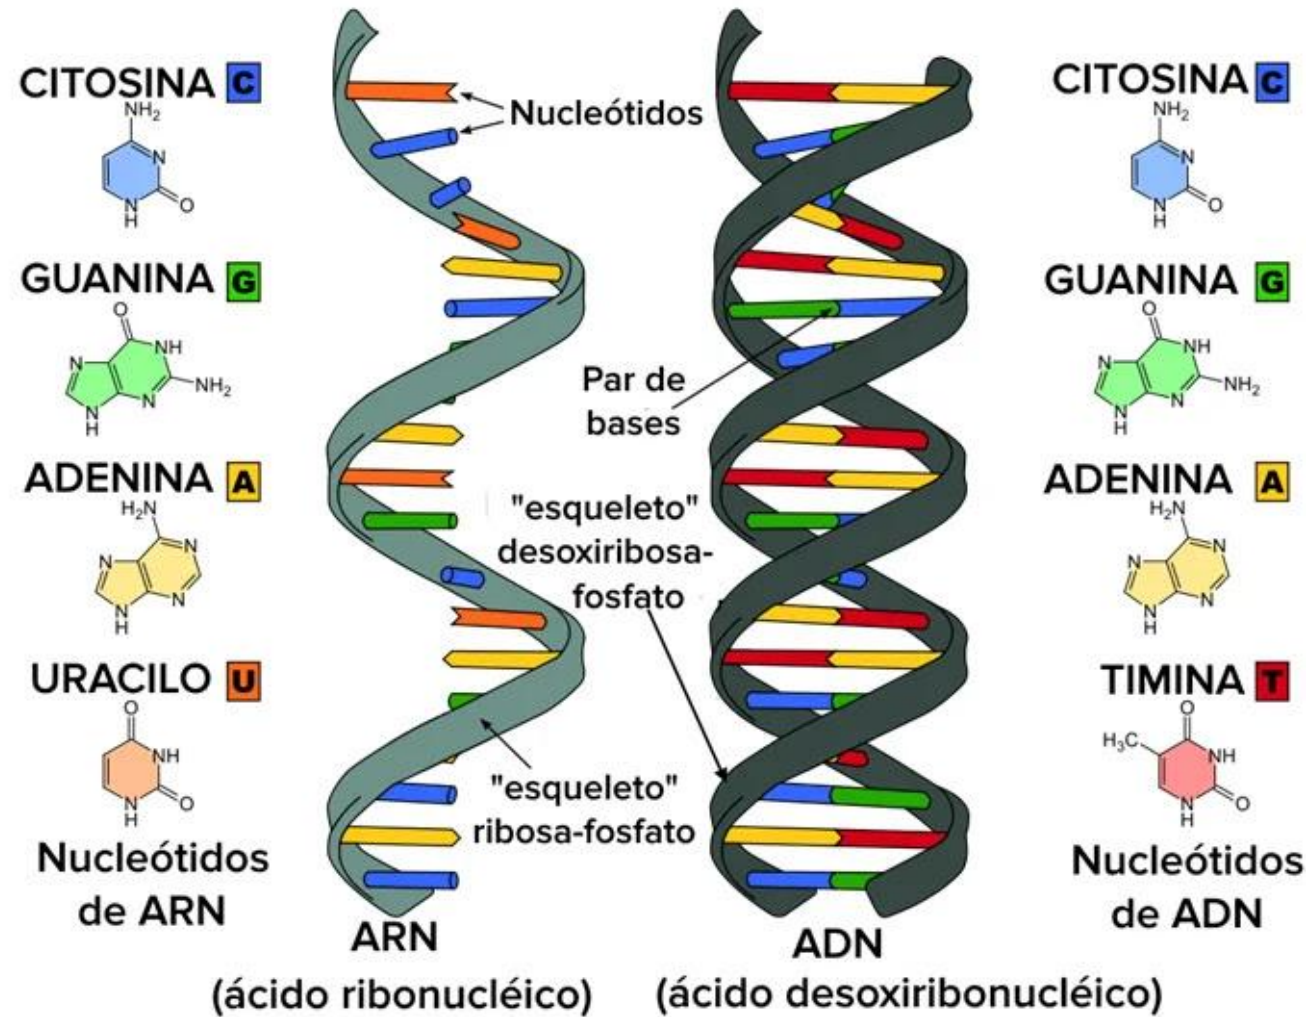 CITOSINA C
NH₂
N
N
H
O
GUANINA G
O
N
NH
N
H
N
NH₂
ADENINA A
H₂N
N
N
N
H
N
URACILO U
O
NH
N
H
O
Nucleótidos
de ARN
Nucleótidos
Par de
bases
"esqueleto"
desoxiribosa-
fosfato
"esqueleto"
ribosa-fosfato
ARN
(ácido ribonucléico)
ADN
(ácido desoxiribonucléico)
CITOSINA C
NH₂
N
N
H
O
GUANINA G
O
N
NH
N
H
N
NH₂
ADENINA A
H₂N
N
N
N
H
N
TIMINA T
O
H₃C
NH
N
H
O
Nucleótidos
de ADN